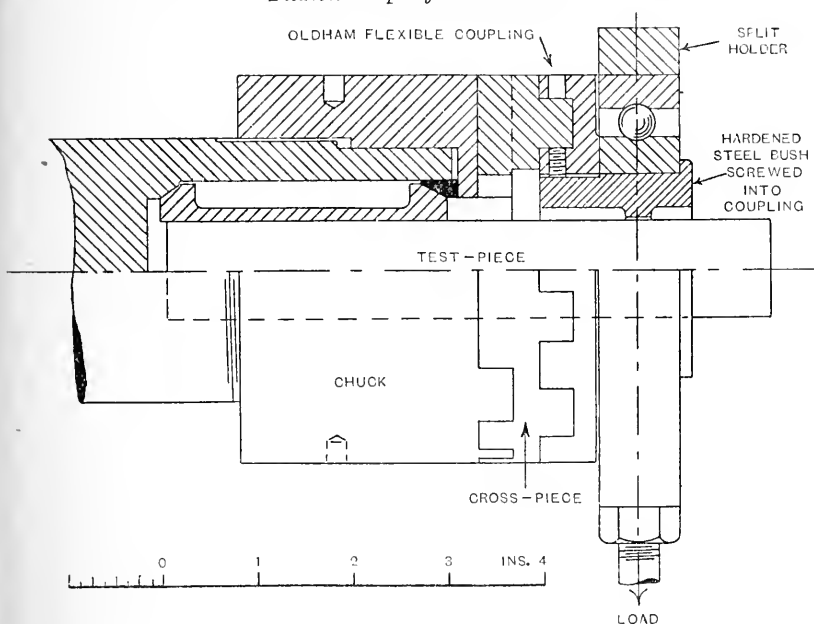 OLDHAM FLEXIBLE COUPLING
SPLIT
HOLDER
HARDENED
STEEL BUSH
SCREWED
INTO
COUPLING
TEST-PIECE
CHUCK
CROSS-PIECE
0 1 2 3 INS. 4
LOAD